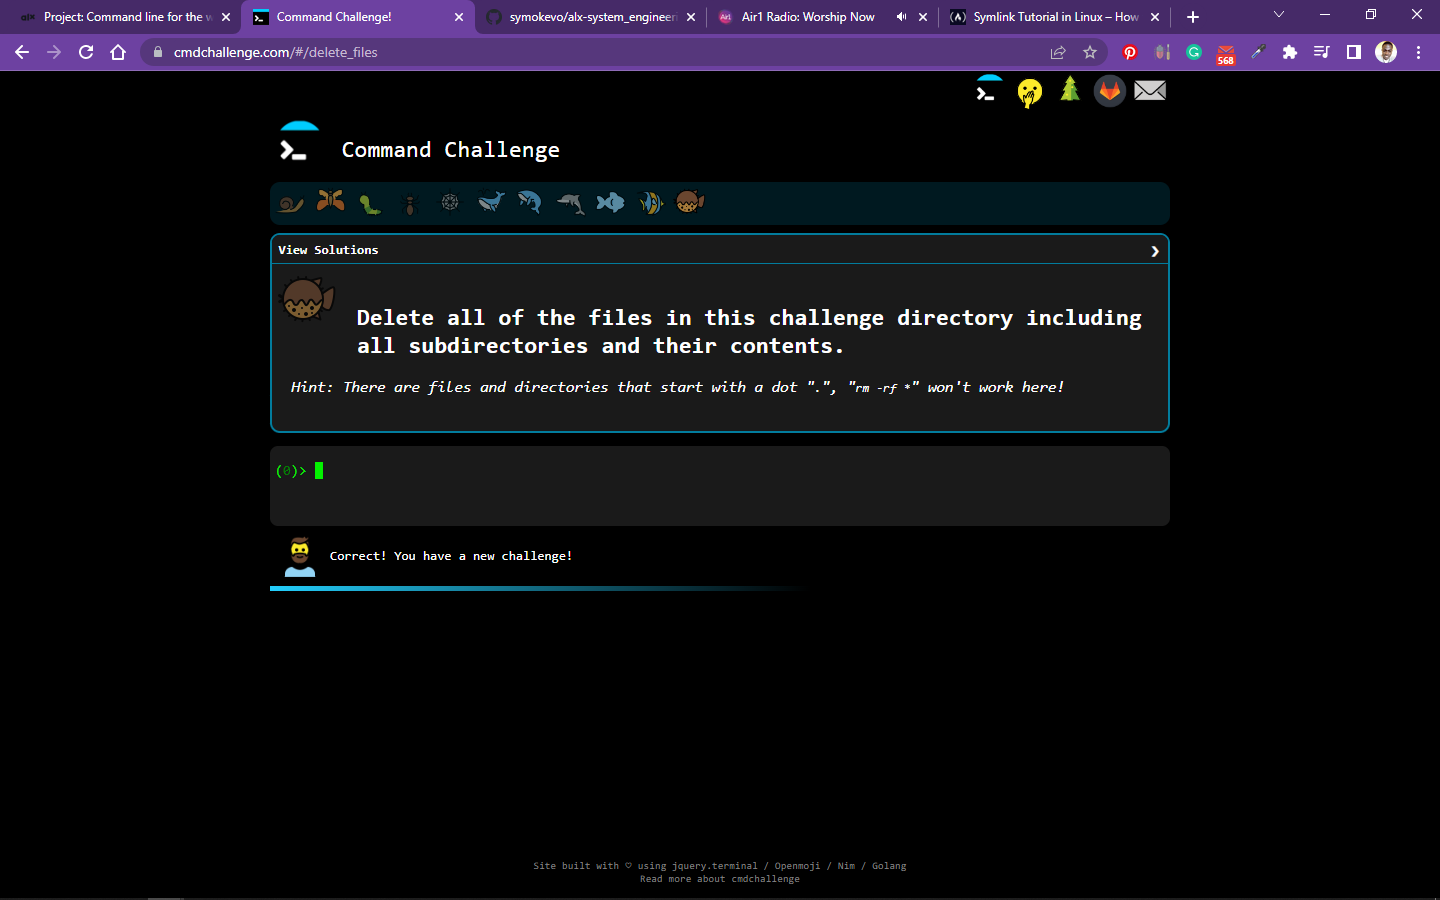 alx Project: Command line for the w
Command Challenge!
symokevo/alx-system_engineeri
Air1 Radio: Worship Now
Symlink Tutorial in Linux – How
cmdchallenge.com/#/delete_files
568
Command Challenge
View Solutions
Delete all of the files in this challenge directory including
all subdirectories and their contents.
Hint: There are files and directories that start with a dot ".", "rm -rf *" won't work here!
(0)>
Correct! You have a new challenge!
Site built with ♡ using jquery.terminal / Openmoji / Nim / Golang
Read more about cmdchallenge